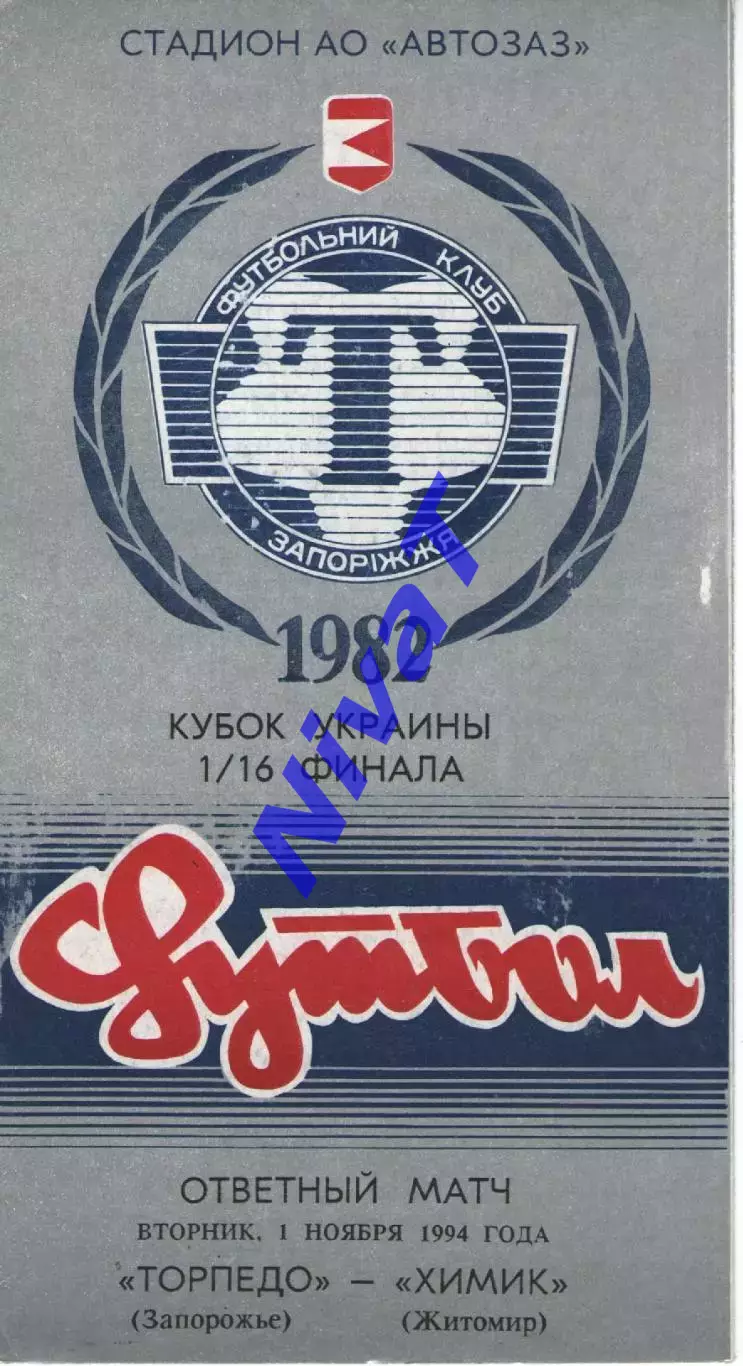 СТАДИОН АО «АВТОЗАЗ»
ФУТБОЛЬНИЙ КЛУБ
Т
ЗАПОРІЖЖЯ
1982
КУБОК УКРАИНЫ
1/16 ФИНАЛА
NivaT
Футбол
ОТВЕТНЫЙ МАТЧ
ВТОРНИК, 1 НОЯБРЯ 1994 ГОДА
«ТОРПЕДО» — «ХИМИК»
(Запорожье) (Житомир)